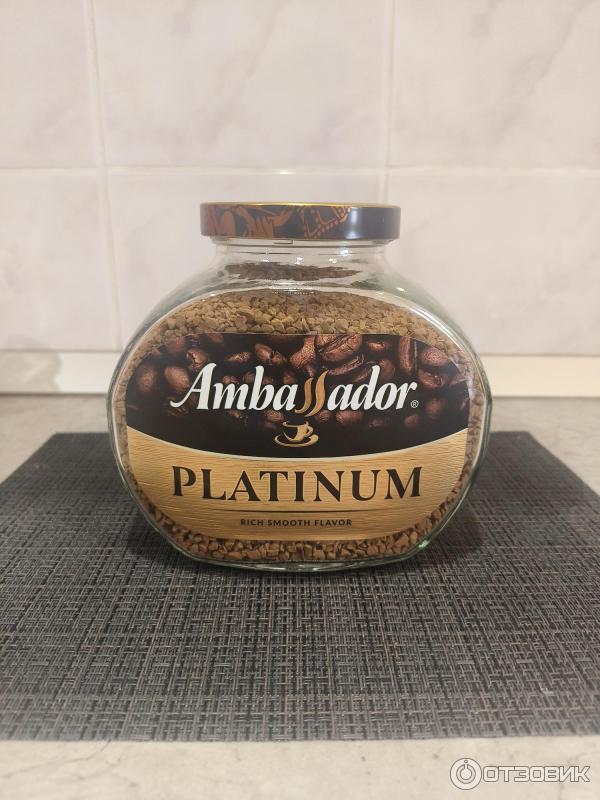 Ambassador®
PLATINUM
RICH SMOOTH FLAVOR
ОТЗОВИК